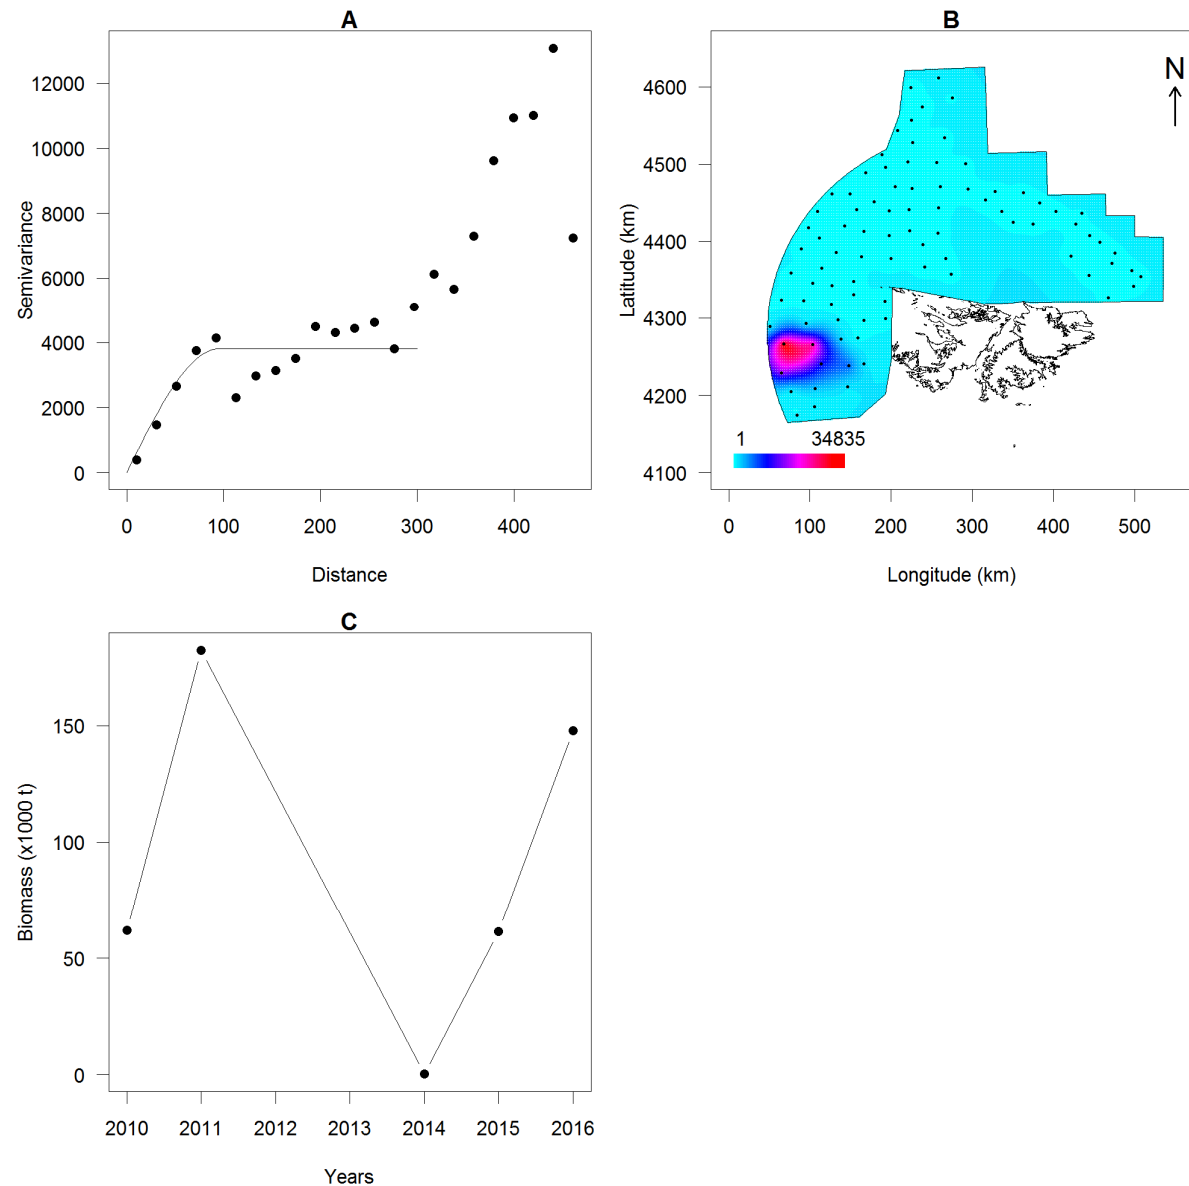 A
Semivariance
12000
10000
8000
6000
4000
2000
0
0 100 200 300 400
Distance
B
N
Latitude (km)
4600
4500
4400
4300
4200
4100
1 34835
0 100 200 300 400 500
Longitude (km)
C
Biomass (x1000 t)
150
100
50
0
2010 2011 2012 2013 2014 2015 2016
Years